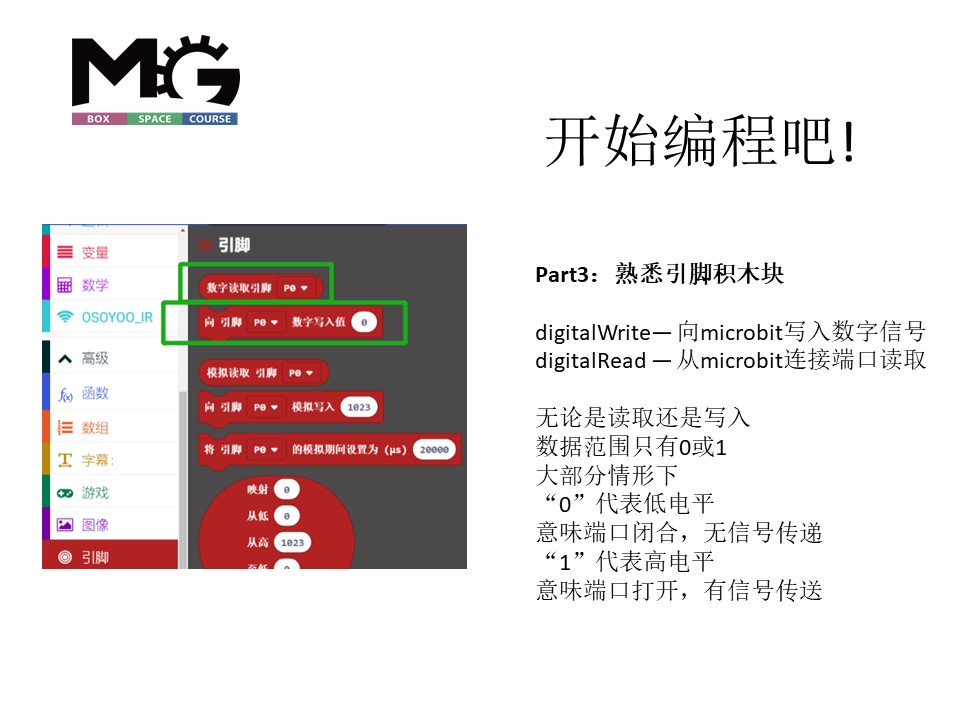 MG
BOX SPACE COURSE
开始编程吧!
变量
数学
OSOYOO_IR
高级
f(x) 函数
数组
字幕:
游戏
图像
引脚
引脚
数字读取引脚 P0
向 引脚 P0 数字写入值 0
模拟读取 引脚 P0
向 引脚 P0 模拟写入 1023
将 引脚 P0 的模拟期间设置为 (μs) 20000
映射 0
从低 0
从高 1023
至低 0
Part3：熟悉引脚积木块
digitalWrite— 向microbit写入数字信号
digitalRead — 从microbit连接端口读取
无论是读取还是写入
数据范围只有0或1
大部分情形下
“0”代表低电平
意味端口闭合，无信号传递
“1”代表高电平
意味端口打开，有信号传送